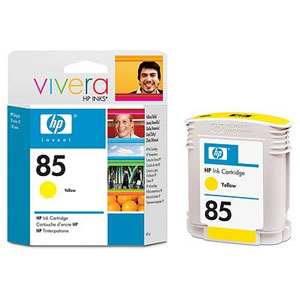 vivera
HP INKS*
hp
invent
85
Yellow
HP Ink Cartridge
Cartouche d'encre HP
HP Tintenpatrone
hp
HP Ink Cartridge
Yellow
85